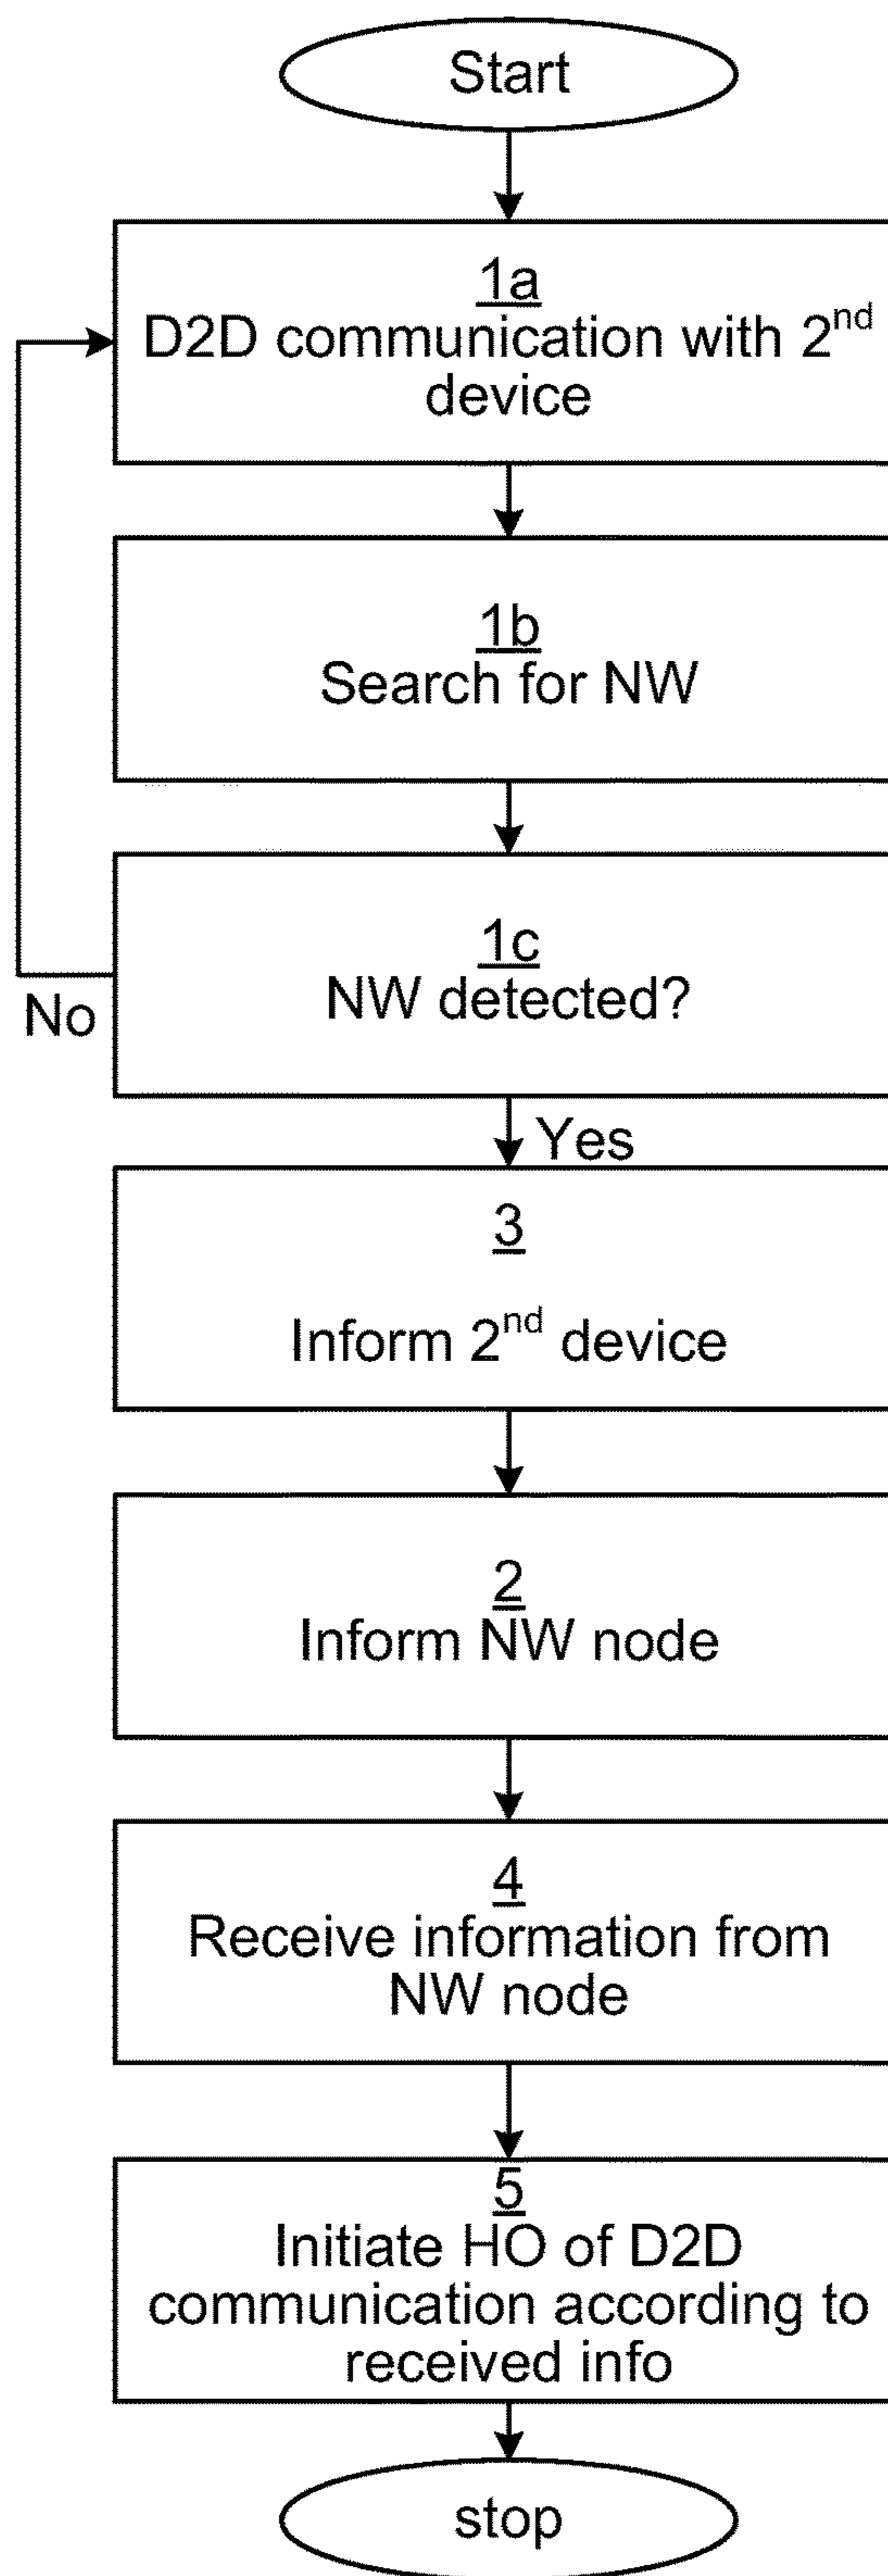 Start
1a
D2D communication with 2nd
device
1b
Search for NW
1c
NW detected?
No
Yes
3
Inform 2nd device
2
Inform NW node
4
Receive information from
NW node
5
Initiate HO of D2D
communication according to
received info
stop